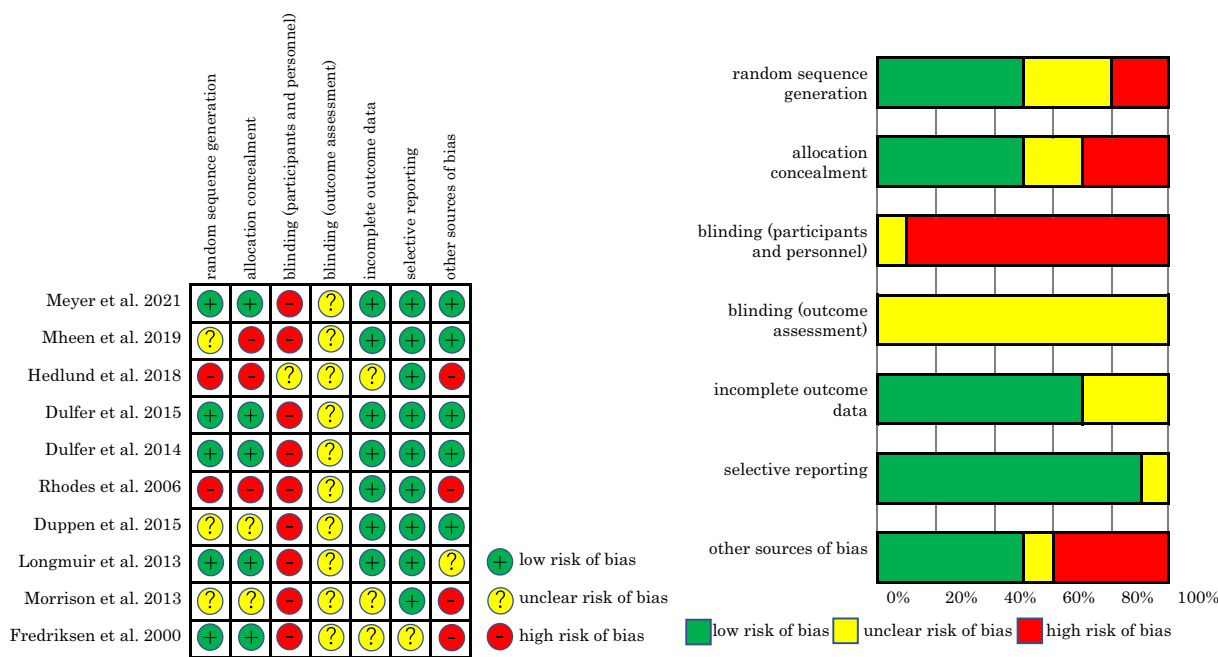 random sequence generation
allocation concealment
blinding (participants and personnel)
blinding (outcome assessment)
incomplete outcome data
selective reporting
other sources of bias
Meyer et al. 2021 + + - ? + + +
Mheen et al. 2019 ? - - ? + + +
Hedlund et al. 2018 - - ? ? ? + -
Dulfer et al. 2015 + + - ? + + +
Dulfer et al. 2014 + + - ? + + +
Rhodes et al. 2006 - - - ? + + -
Duppen et al. 2015 ? ? - ? + + +
Longmuir et al. 2013 + + - ? + + ?
Morrison et al. 2013 ? ? - ? ? + -
Fredriksen et al. 2000 + + - ? ? ? -
+ low risk of bias
? unclear risk of bias
- high risk of bias
random sequence
generation
allocation
concealment
blinding (participants
and personnel)
blinding (outcome
assessment)
incomplete outcome
data
selective reporting
other sources of bias
0% 20% 40% 60% 80% 100%
low risk of bias unclear risk of bias high risk of bias